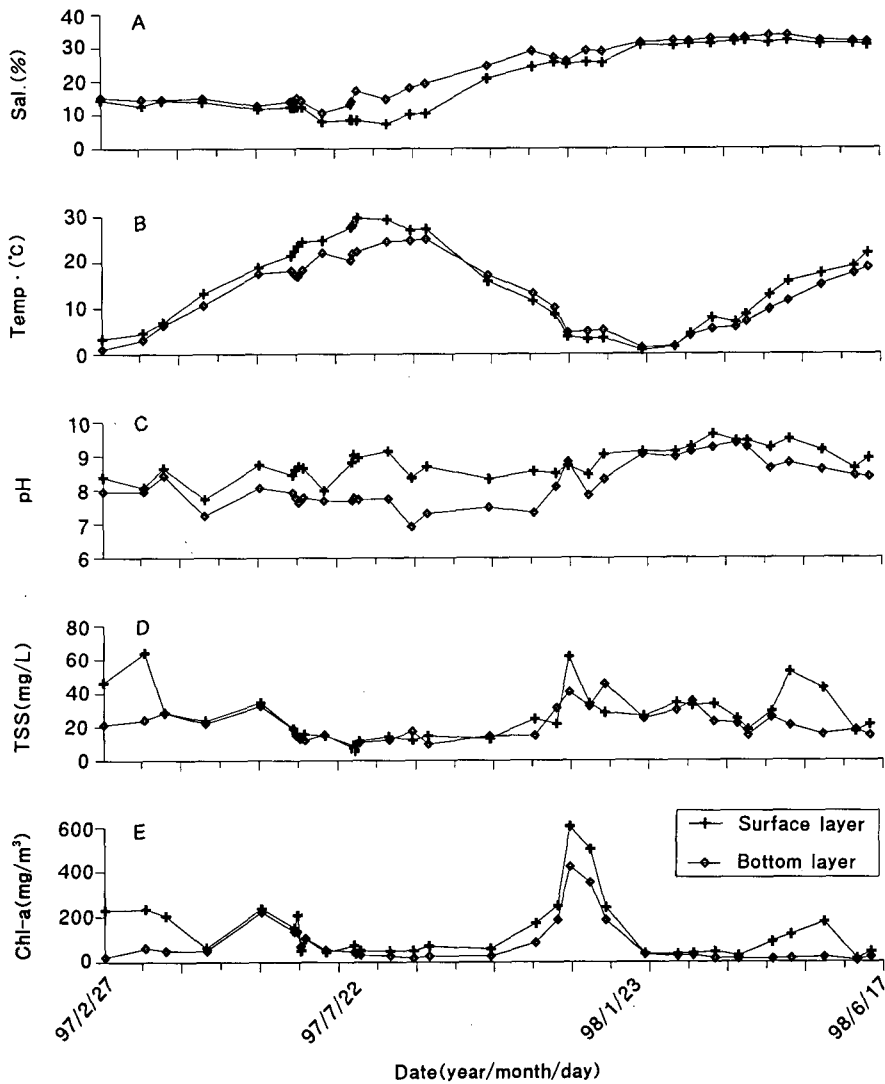 A
Sal.(%)
40
30
20
10
0
B
Temp·(℃)
30
20
10
0
C
pH
10
9
8
7
6
D
TSS(mg/L)
80
60
40
20
0
E
Chl-a(mg/m³)
600
400
200
0
Surface layer
Bottom layer
97/2/27
97/7/22
98/1/23
98/6/17
Date(year/month/day)